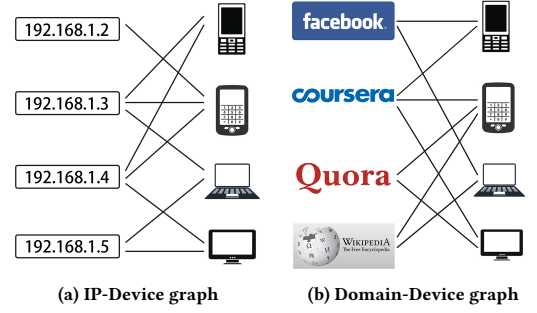 192.168.1.2
192.168.1.3
192.168.1.4
192.168.1.5
(a) IP-Device graph
facebook
coursera
Quora
WIKIPEDIA
The Free Encyclopedia
(b) Domain-Device graph